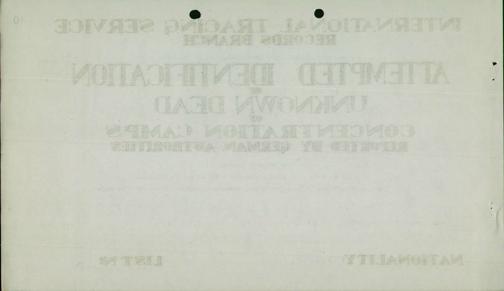 INTERNATIONAL TRACING SERVICE
RECORDS BRANCH
ATTEMPTED IDENTIFICATION
OF
UNKNOWN DEAD
OF
CONCENTRATION CAMPS
REPORTED BY GERMAN AUTHORITIES
NATIONALITY
LIST Nº